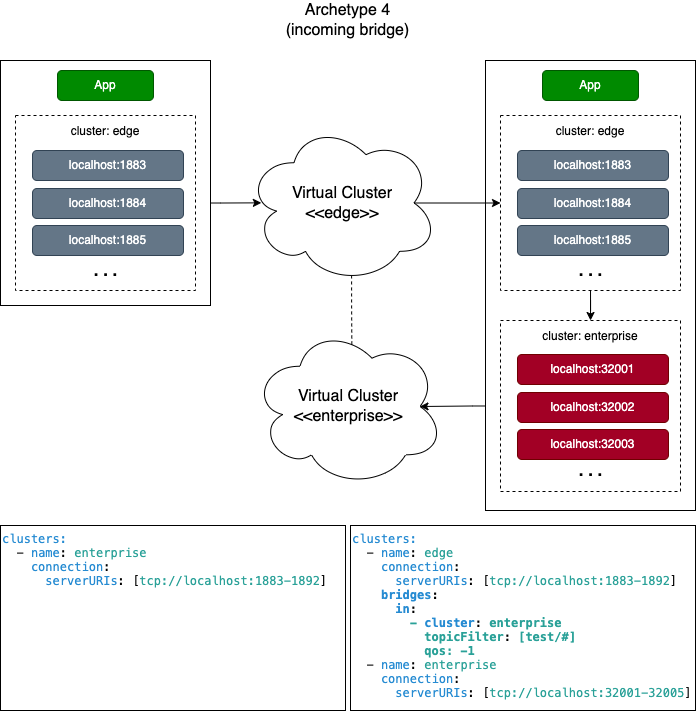 Archetype 4
(incoming bridge)
App
cluster: edge
localhost:1883
localhost:1884
localhost:1885
...
Virtual Cluster
<<edge>>
Virtual Cluster
<<enterprise>>
App
cluster: edge
localhost:1883
localhost:1884
localhost:1885
...
cluster: enterprise
localhost:32001
localhost:32002
localhost:32003
...
clusters:
  - name: enterprise
    connection:
      serverURIs: [tcp://localhost:1883-1892]
clusters:
  - name: edge
    connection:
      serverURIs: [tcp://localhost:1883-1892]
    bridges:
      in:
        - cluster: enterprise
          topicFilter: [test/#]
          qos: -1
  - name: enterprise
    connection:
      serverURIs: [tcp://localhost:32001-32005]